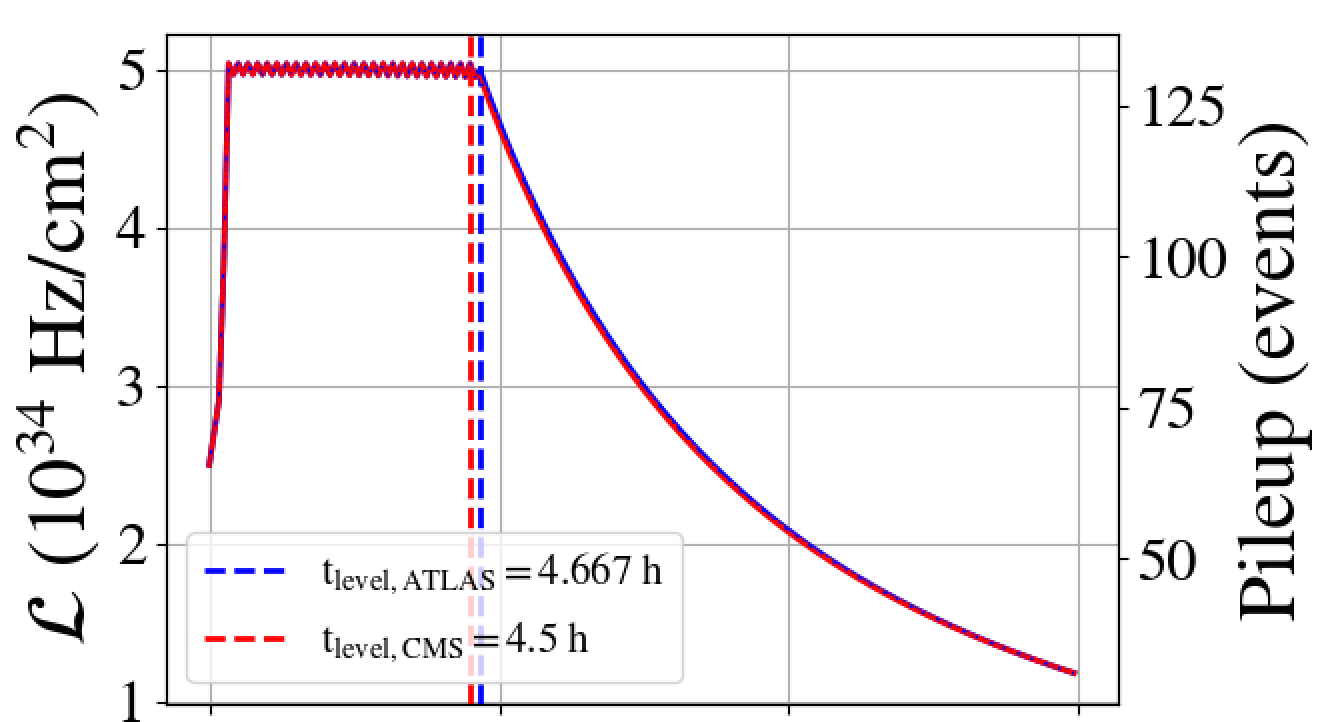 ℒ (10³⁴ Hz/cm²)
5
4
3
2
1
t_level, ATLAS = 4.667 h
t_level, CMS = 4.5 h
125
100
75
50
Pileup (events)